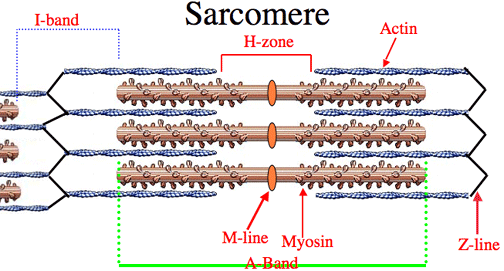 Sarcomere
I-band
H-zone
Actin
M-line
Myosin
Z-line
A-Band